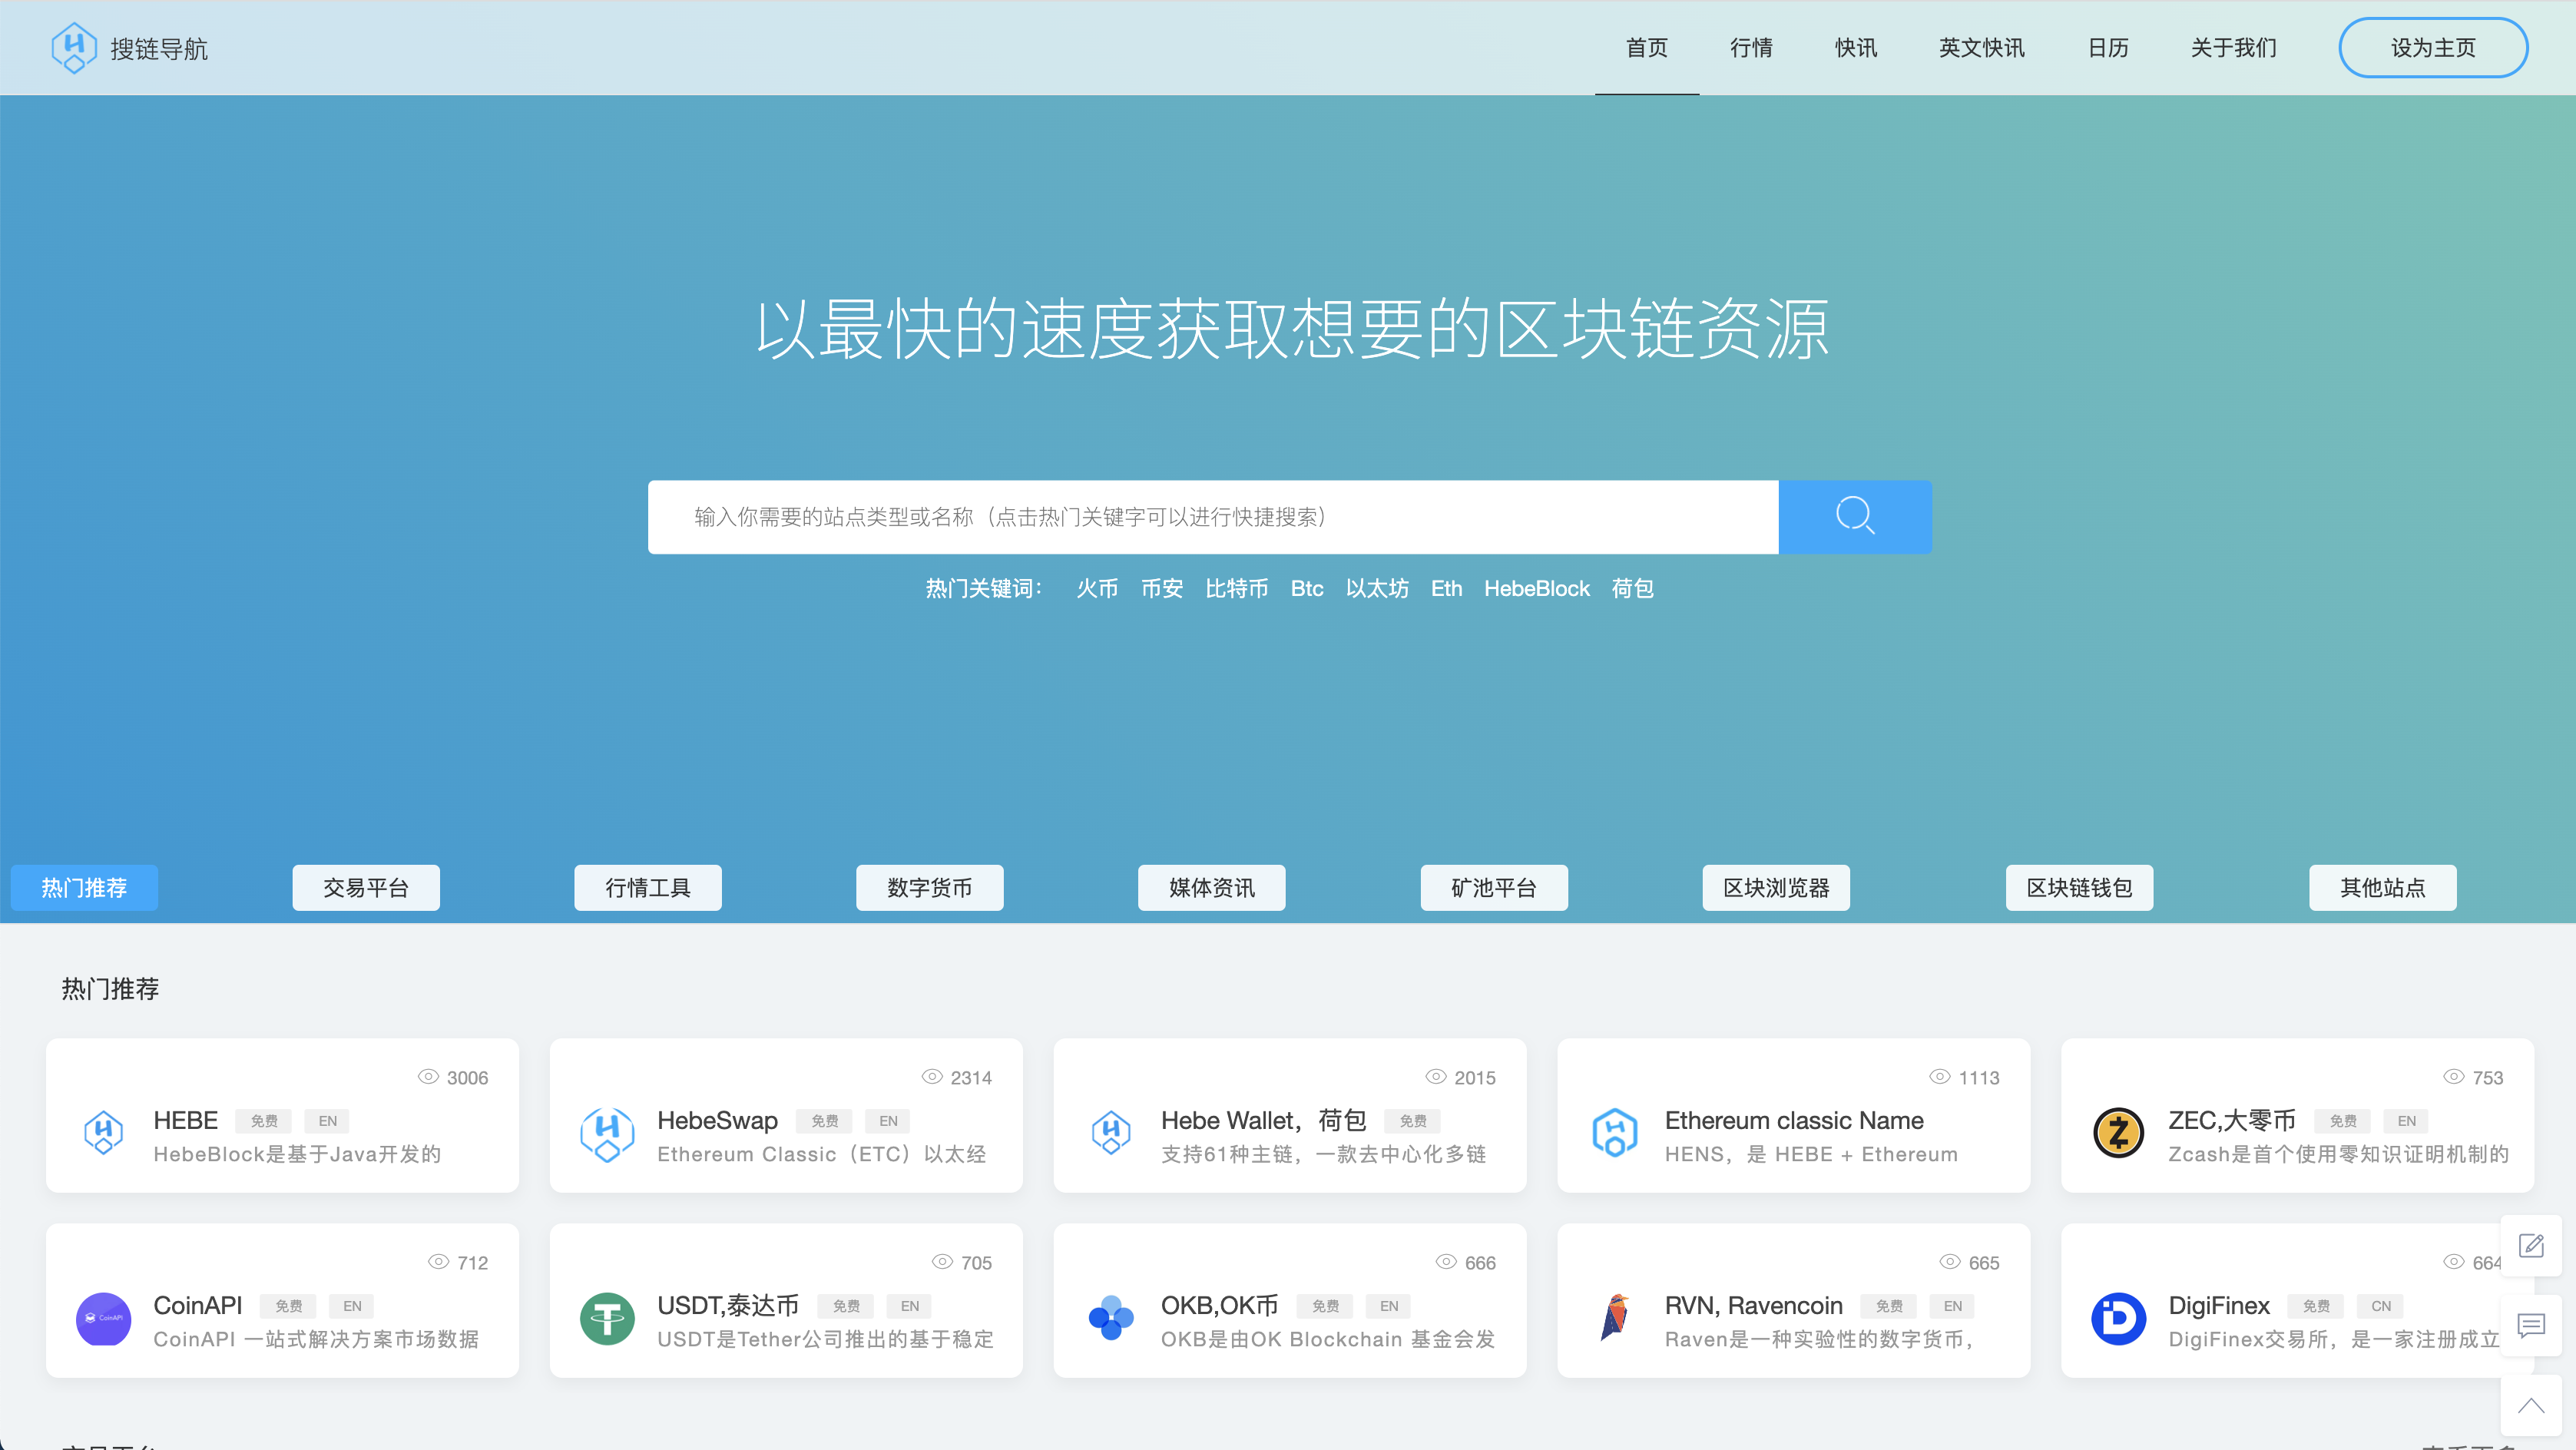 搜链导航
首页 行情 快讯 英文快讯 日历 关于我们 设为主页
以最快的速度获取想要的区块链资源
输入你需要的站点类型或名称（点击热门关键字可以进行快捷搜索）
热门关键词： 火币 币安 比特币 Btc 以太坊 Eth HebeBlock 荷包
热门推荐 交易平台 行情工具 数字货币 媒体资讯 矿池平台 区块浏览器 区块链钱包 其他站点
热门推荐
3006
HEBE 免费 EN
HebeBlock是基于Java开发的
2314
HebeSwap 免费 EN
Ethereum Classic（ETC）以太经
2015
Hebe Wallet，荷包 免费
支持61种主链，一款去中心化多链
1113
Ethereum classic Name
HENS，是 HEBE + Ethereum
753
ZEC,大零币 免费 EN
Zcash是首个使用零知识证明机制的
712
CoinAPI 免费 EN
CoinAPI 一站式解决方案市场数据
705
USDT,泰达币 免费 EN
USDT是Tether公司推出的基于稳定
666
OKB,OK币 免费 EN
OKB是由OK Blockchain 基金会发
665
RVN, Ravencoin 免费 EN
Raven是一种实验性的数字货币，
664
DigiFinex 免费 CN
DigiFinex交易所，是一家注册成立